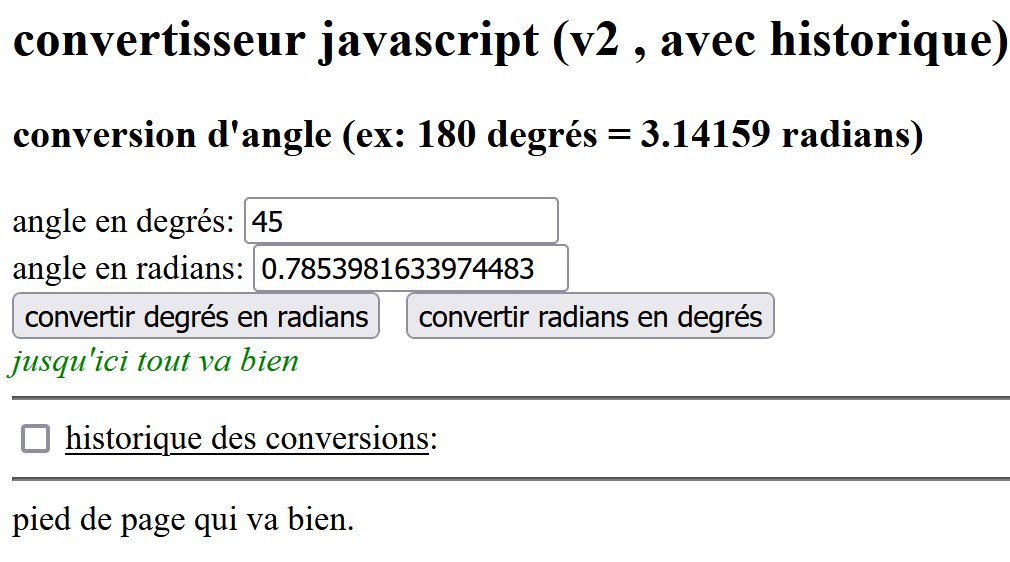 convertisseur javascript (v2 , avec historique)
conversion d'angle (ex: 180 degrés = 3.14159 radians)
angle en degrés: 45
angle en radians: 0.7853981633974483
convertir degrés en radians convertir radians en degrés
jusqu'ici tout va bien
historique des conversions:
pied de page qui va bien.